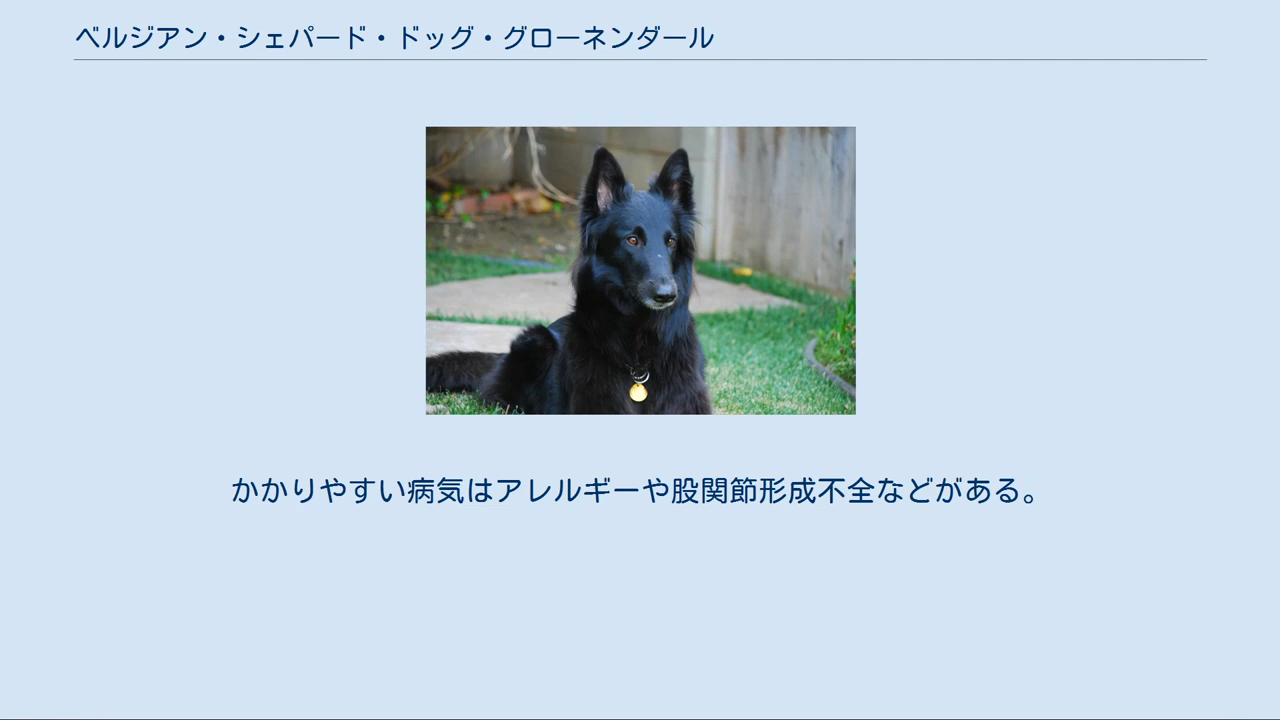 ベルジアン・シェパード・ドッグ・グローネンダール
かかりやすい病気はアレルギーや股関節形成不全などがある。